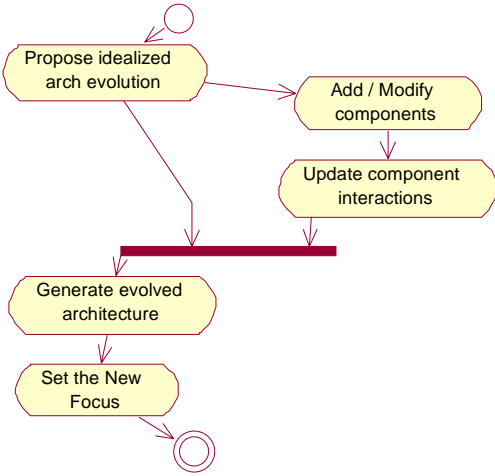 Propose idealized
arch evolution
Add / Modify
components
Update component
interactions
Generate evolved
architecture
Set the New
Focus